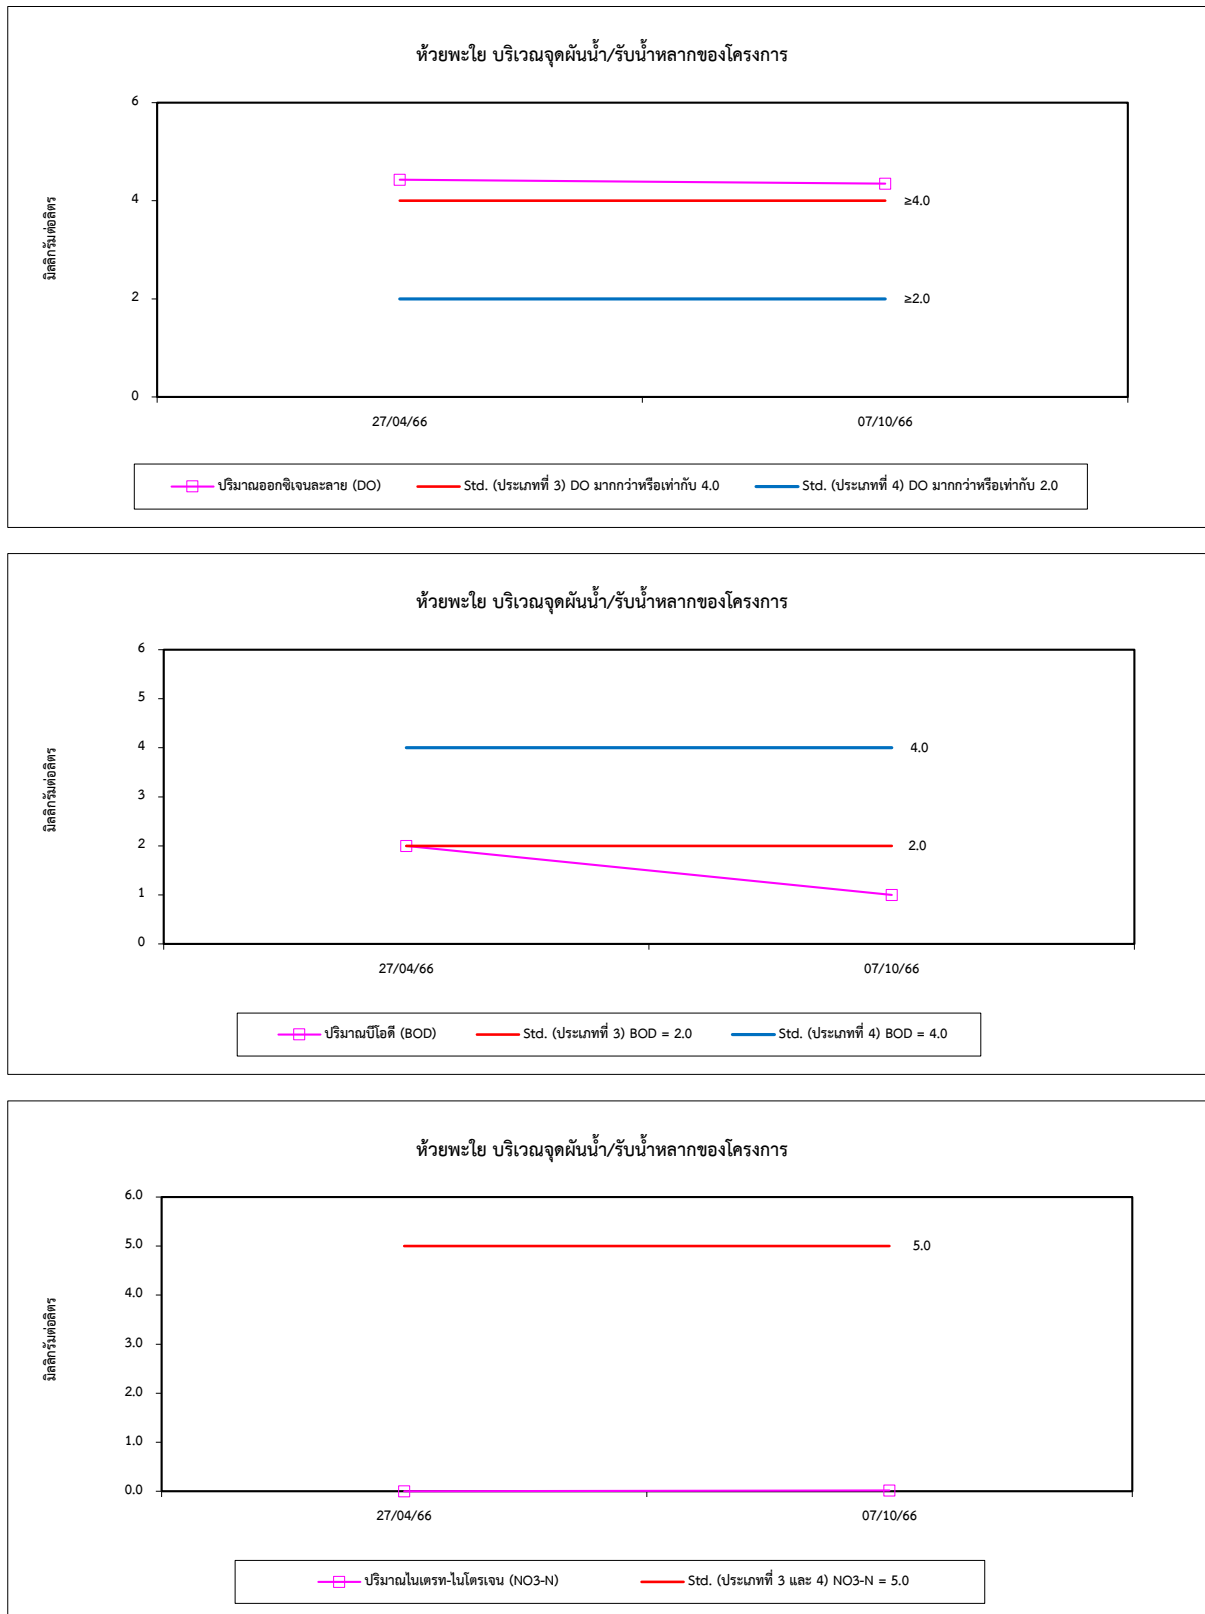 ห้วยพะใย บริเวณจุดผันน้ำ/รับน้ำหลากของโครงการ
6
4
2
0
มิลลิกรัมต่อลิตร
≥4.0
≥2.0
27/04/66
07/10/66
ปริมาณออกซิเจนละลาย (DO)
Std. (ประเภทที่ 3) DO มากกว่าหรือเท่ากับ 4.0
Std. (ประเภทที่ 4) DO มากกว่าหรือเท่ากับ 2.0
ห้วยพะใย บริเวณจุดผันน้ำ/รับน้ำหลากของโครงการ
6
5
4
3
2
1
0
มิลลิกรัมต่อลิตร
4.0
2.0
27/04/66
07/10/66
ปริมาณบีโอดี (BOD)
Std. (ประเภทที่ 3) BOD = 2.0
Std. (ประเภทที่ 4) BOD = 4.0
ห้วยพะใย บริเวณจุดผันน้ำ/รับน้ำหลากของโครงการ
6.0
5.0
4.0
3.0
2.0
1.0
0.0
มิลลิกรัมต่อลิตร
5.0
27/04/66
07/10/66
ปริมาณไนเตรท-ไนโตรเจน (NO3-N)
Std. (ประเภทที่ 3 และ 4) NO3-N = 5.0